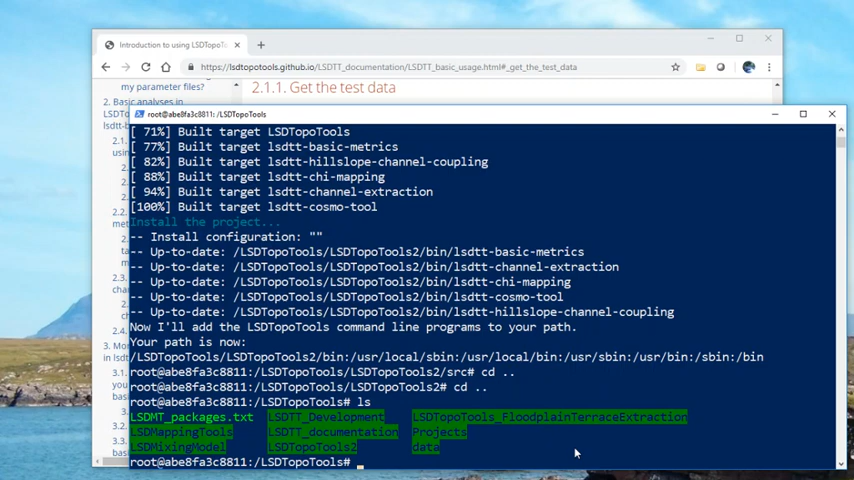 Introduction to using LSDTopoT
https://lsdtopotools.github.io/LSDTT_documentation/LSDTT_basic_usage.html#_get_the_test_data
my parameter files?
2. Basic analyses in
2.1.1. Get the test data
root@abe8fa3c8811: /LSDTopoTools
[ 71%] Built target LSDTopoTools
[ 77%] Built target lsdtt-basic-metrics
[ 82%] Built target lsdtt-hillslope-channel-coupling
[ 88%] Built target lsdtt-chi-mapping
[ 94%] Built target lsdtt-channel-extraction
[100%] Built target lsdtt-cosmo-tool
Install the project...
-- Install configuration: ""
-- Up-to-date: /LSDTopoTools/LSDTopoTools2/bin/lsdtt-basic-metrics
-- Up-to-date: /LSDTopoTools/LSDTopoTools2/bin/lsdtt-channel-extraction
-- Up-to-date: /LSDTopoTools/LSDTopoTools2/bin/lsdtt-chi-mapping
-- Up-to-date: /LSDTopoTools/LSDTopoTools2/bin/lsdtt-cosmo-tool
-- Up-to-date: /LSDTopoTools/LSDTopoTools2/bin/lsdtt-hillslope-channel-coupling
Now I'll add the LSDTopoTools command line programs to your path.
Your path is now:
/LSDTopoTools/LSDTopoTools2/bin:/usr/local/sbin:/usr/local/bin:/usr/sbin:/usr/bin:/sbin:/bin
root@abe8fa3c8811:/LSDTopoTools/LSDTopoTools2/src# cd ..
root@abe8fa3c8811:/LSDTopoTools/LSDTopoTools2# cd ..
root@abe8fa3c8811:/LSDTopoTools# ls
LSDMT_packages.txt LSDTT_Development LSDTopoTools_FloodplainTerraceExtraction
LSDMappingTools LSDTT_documentation Projects
LSDMixingModel LSDTopoTools2 data
root@abe8fa3c8811:/LSDTopoTools#